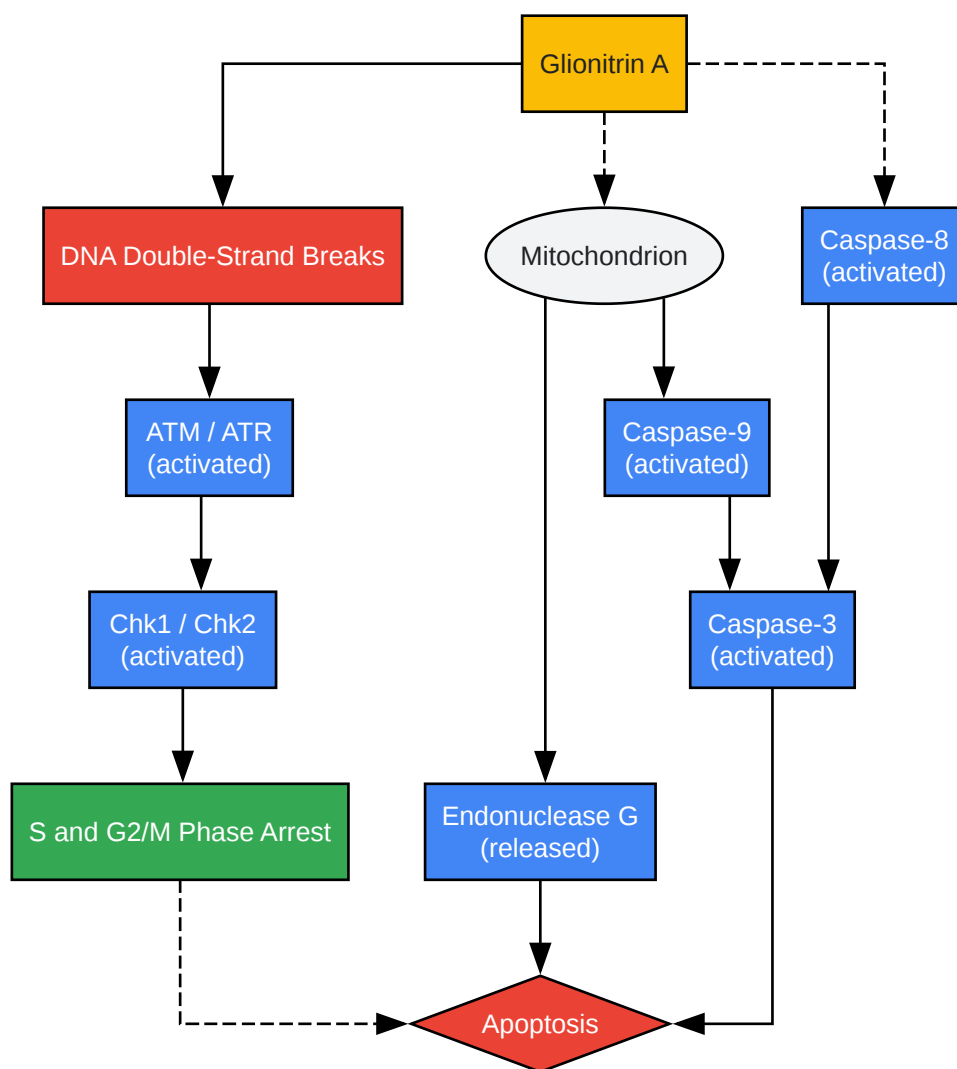 Glionitrin A
DNA Double-Strand Breaks
Mitochondrion
Caspase-8
(activated)
ATM / ATR
(activated)
Caspase-9
(activated)
Chk1 / Chk2
(activated)
Caspase-3
(activated)
S and G2/M Phase Arrest
Endonuclease G
(released)
Apoptosis